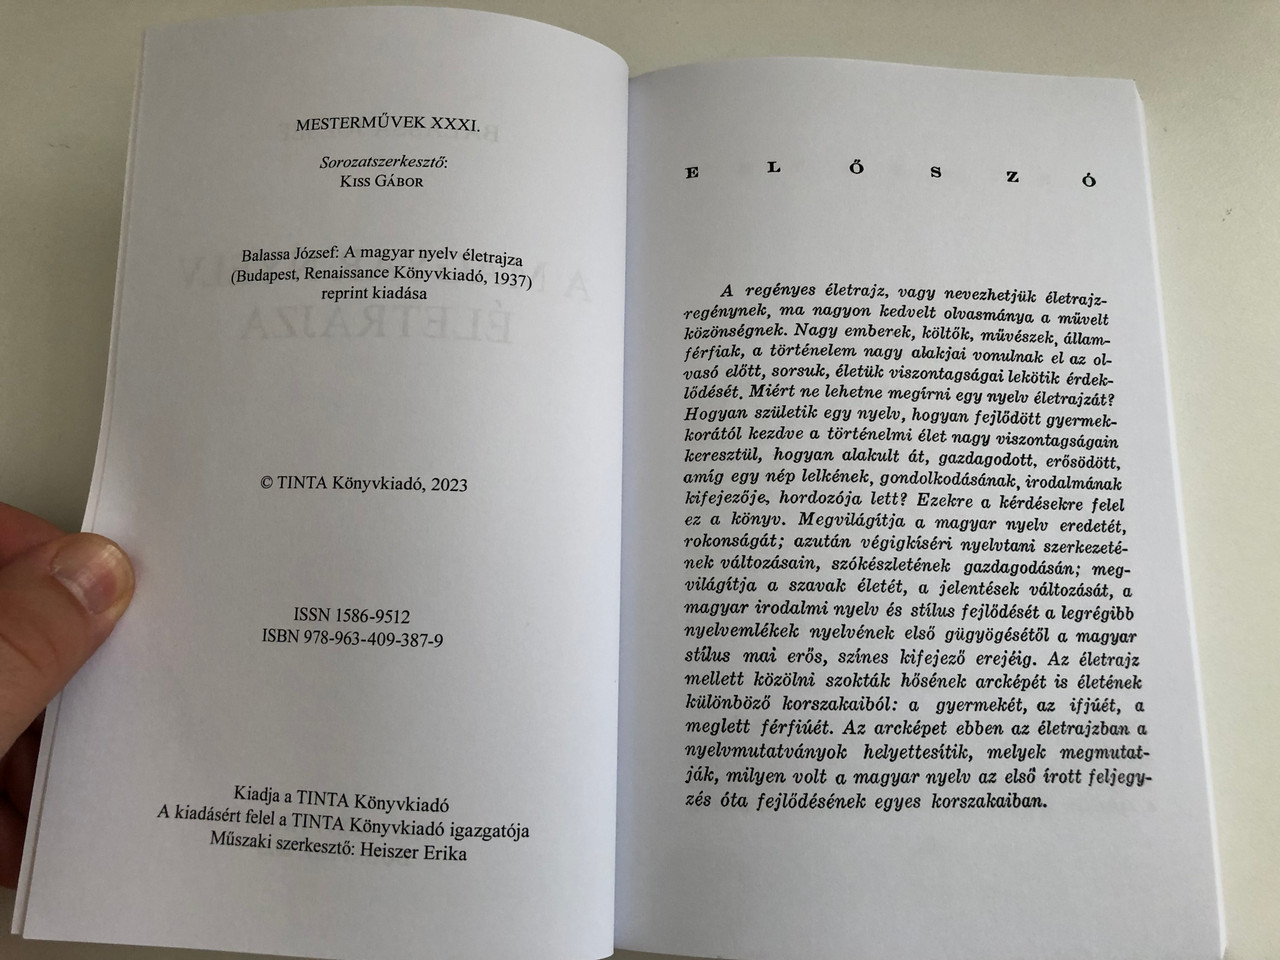 MESTERMŰVEK XXXI.
Sorozatszerkesztő:
KISS GÁBOR
Balassa József: A magyar nyelv életrajza
(Budapest, Renaissance Könyvkiadó, 1937)
reprint kiadása
© TINTA Könyvkiadó, 2023
ISSN 1586-9512
ISBN 978-963-409-387-9
Kiadja a TINTA Könyvkiadó
A kiadásért felel a TINTA Könyvkiadó igazgatója
Műszaki szerkesztő: Heiszer Erika
ELŐSZÓ
A regényes életrajz, vagy nevezhetjük életrajz-
regénynek, ma nagyon kedvelt olvasmánya a művelt
közönségnek. Nagy emberek, költők, művészek, állam-
férfiak, a történelem nagy alakjai vonulnak el az ol-
vasó előtt, sorsuk, életük viszontagságai lekötik érdek-
lődését. Miért ne lehetne megírni egy nyelv életrajzát?
Hogyan születik egy nyelv, hogyan fejlődött gyermek-
korától kezdve a történelmi élet nagy viszontagságain
keresztül, hogyan alakult át, gazdagodott, erősödött,
amíg egy nép lelkének, gondolkodásának, irodalmának
kifejezője, hordozója lett? Ezekre a kérdésekre felel
ez a könyv. Megvilágítja a magyar nyelv eredetét,
rokonságát; azután végigkíséri nyelvtani szerkezeté-
nek változásain, szókészletének gazdagodásán; meg-
világítja a szavak életét, a jelentések változását, a
magyar irodalmi nyelv és stílus fejlődését a legrégibb
nyelvemlékek nyelvének első gügyögésétől a magyar
stílus mai erős, színes kifejező erejéig. Az életrajz
mellett közölni szokták hősének arcképét is életének
különböző korszakaiból: a gyermekét, az ifjúét, a
meglett férfiúét. Az arcképet ebben az életrajzban a
nyelvmutatványok helyettesítik, melyek megmutat-
ják, milyen volt a magyar nyelv az első írott feljegy-
zés óta fejlődésének egyes korszakaiban.